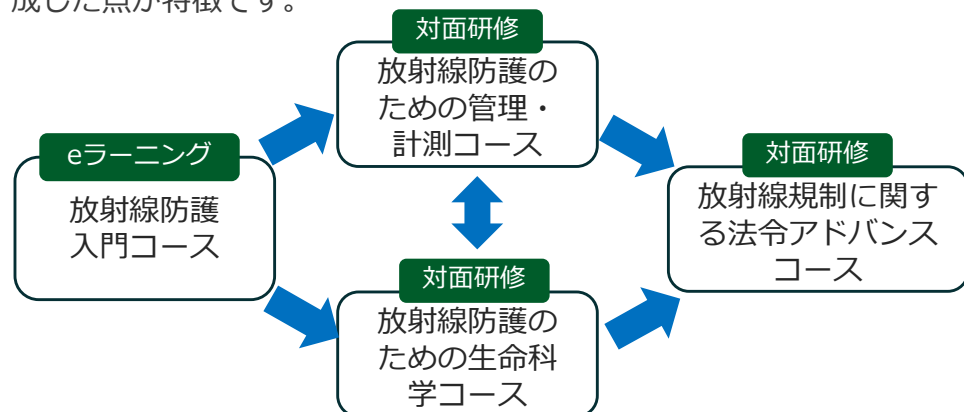 成した点が特徴です。
対面研修
放射線防護の
ための管理・
計測コース
eラーニング
放射線防護
入門コース
対面研修
放射線規制に関す
る法令アドバンス
コース
対面研修
放射線防護の
ための生命科
学コース